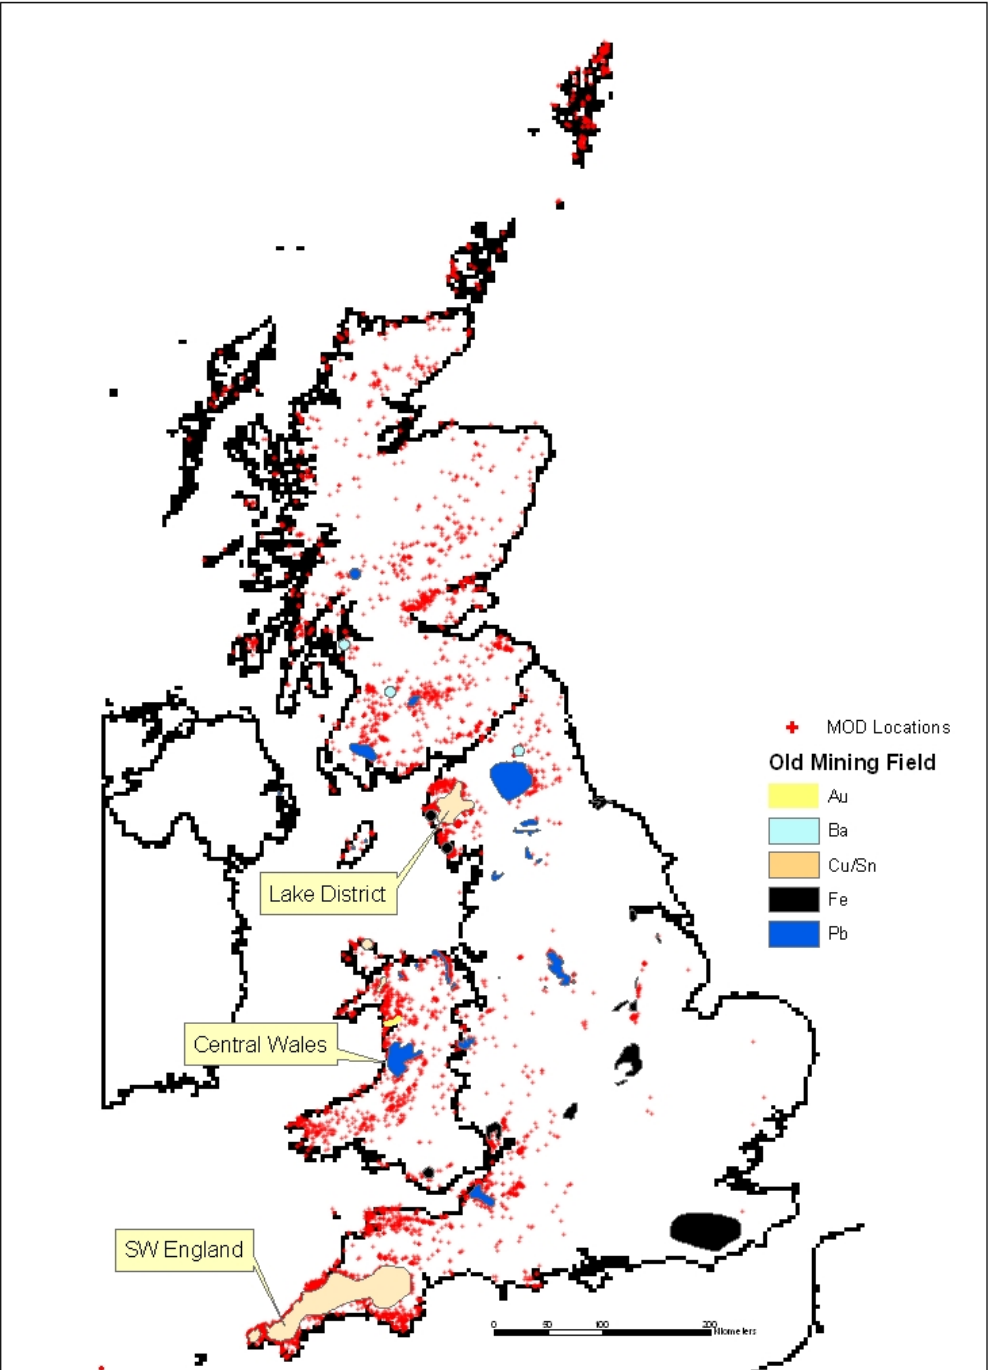 MOD Locations
Old Mining Field
Au
Ba
Cu/Sn
Fe
Pb
Lake District
Central Wales
SW England
0 50 100 200
Kilometers